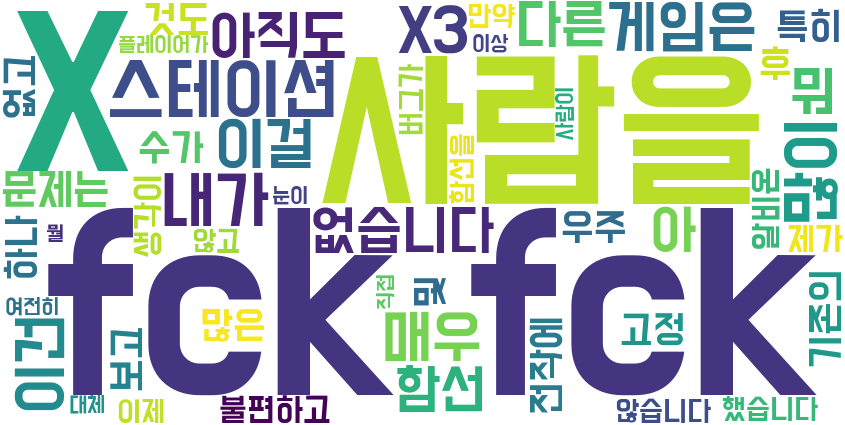 X
것도
플레이어가
아직도
X3
만약
이상
다른
게임은
특히
없고
스테이션
버그가
사람을
사람이
후
뭐
수가
이걸
함선을
많이
문제는
생각이
내가
눈이
하나
뭘
않고
없습니다
우주
아
알비온
제가
fck fck
여전히
이건
많은
보고
직접
및
매우
전작에
고정
기존의
대체
이제
불편하고
함선
않습니다
했습니다